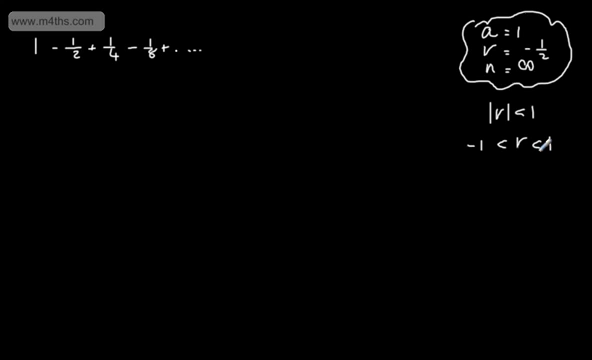 www.m4ths.com
1 - 1/2 + 1/4 - 1/8 + . ...
a = 1
r = -1/2
n = ∞
|r| < 1
-1 < r < 1